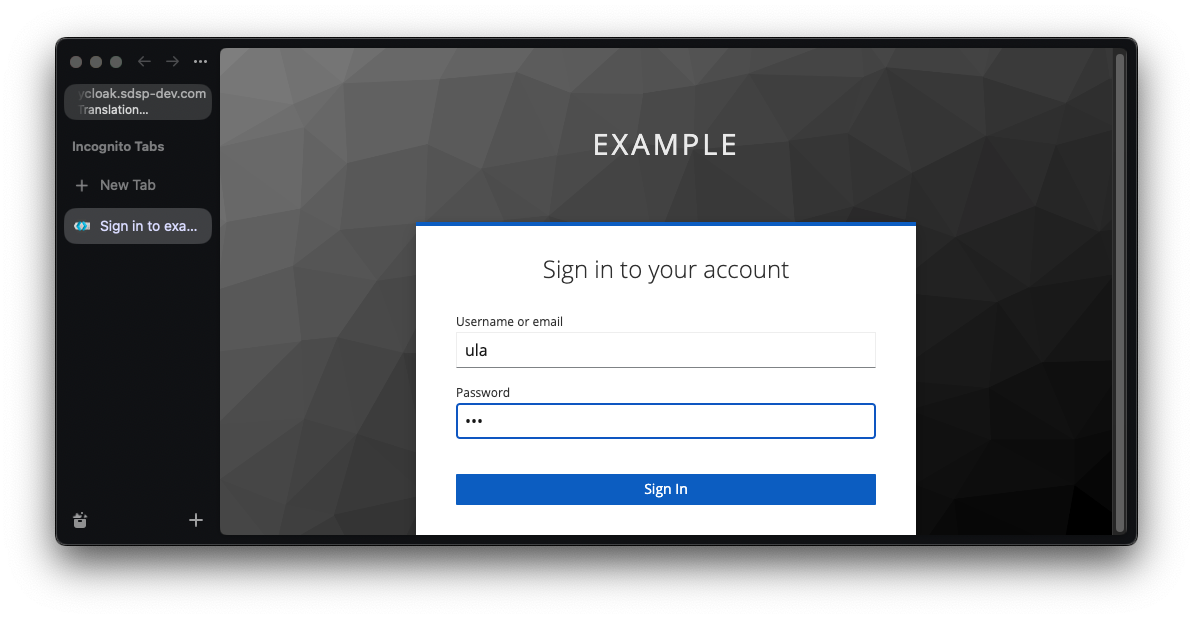 ycloak.sdsp-dev.com
Translation...
Incognito Tabs
New Tab
Sign in to exa...
EXAMPLE
Sign in to your account
Username or email
ula
Password
•••
Sign In